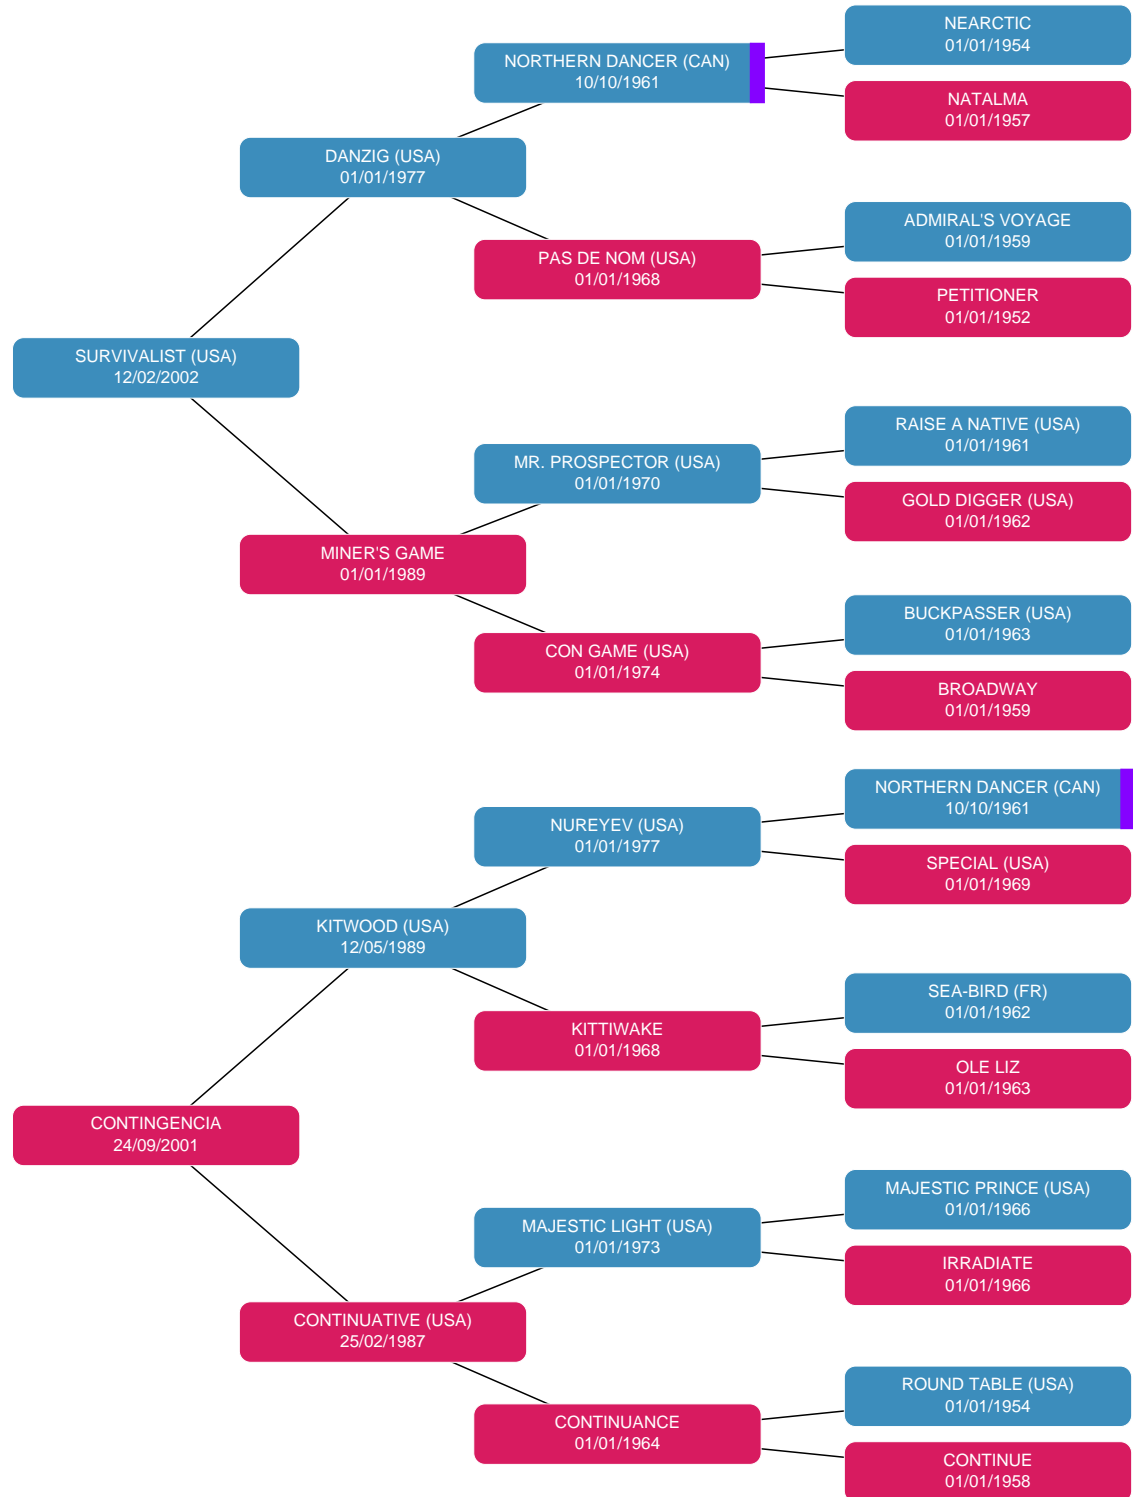 NEARCTIC
01/01/1954
NORTHERN DANCER (CAN)
10/10/1961
NATALMA
01/01/1957
DANZIG (USA)
01/01/1977
ADMIRAL'S VOYAGE
01/01/1959
PAS DE NOM (USA)
01/01/1968
PETITIONER
01/01/1952
SURVIVALIST (USA)
12/02/2002
RAISE A NATIVE (USA)
01/01/1961
MR. PROSPECTOR (USA)
01/01/1970
GOLD DIGGER (USA)
01/01/1962
MINER'S GAME
01/01/1989
BUCKPASSER (USA)
01/01/1963
CON GAME (USA)
01/01/1974
BROADWAY
01/01/1959
NORTHERN DANCER (CAN)
10/10/1961
NUREYEV (USA)
01/01/1977
SPECIAL (USA)
01/01/1969
KITWOOD (USA)
12/05/1989
SEA-BIRD (FR)
01/01/1962
KITTIWAKE
01/01/1968
OLE LIZ
01/01/1963
CONTINGENCIA
24/09/2001
MAJESTIC PRINCE (USA)
01/01/1966
MAJESTIC LIGHT (USA)
01/01/1973
IRRADIATE
01/01/1966
CONTINUATIVE (USA)
25/02/1987
ROUND TABLE (USA)
01/01/1954
CONTINUANCE
01/01/1964
CONTINUE
01/01/1958